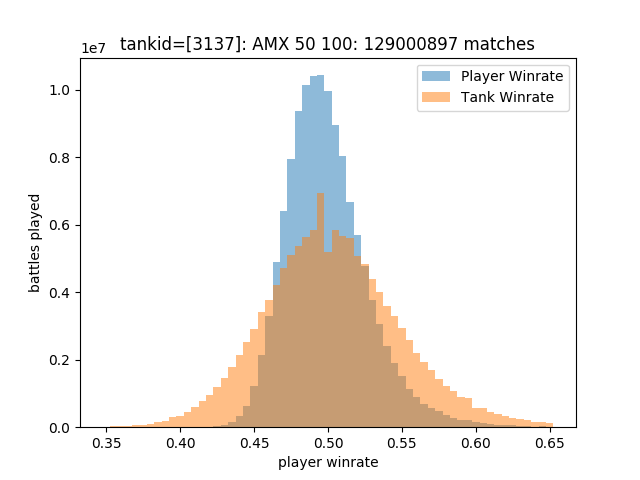 tankid=[3137]: AMX 50 100: 129000897 matches
1e7
Player Winrate
Tank Winrate
1.0
0.8
0.6
0.4
0.2
0.0
battles played
0.35 0.40 0.45 0.50 0.55 0.60 0.65
player winrate